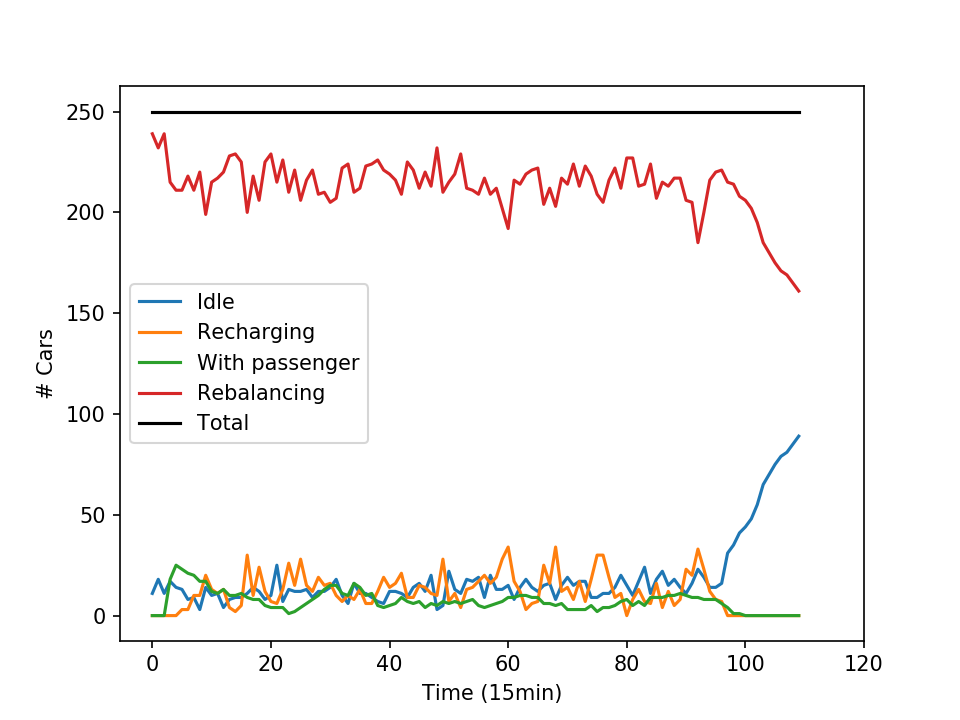 250
200
150
100
50
0
# Cars
Idle
Recharging
With passenger
Rebalancing
Total
0 20 40 60 80 100 120
Time (15min)